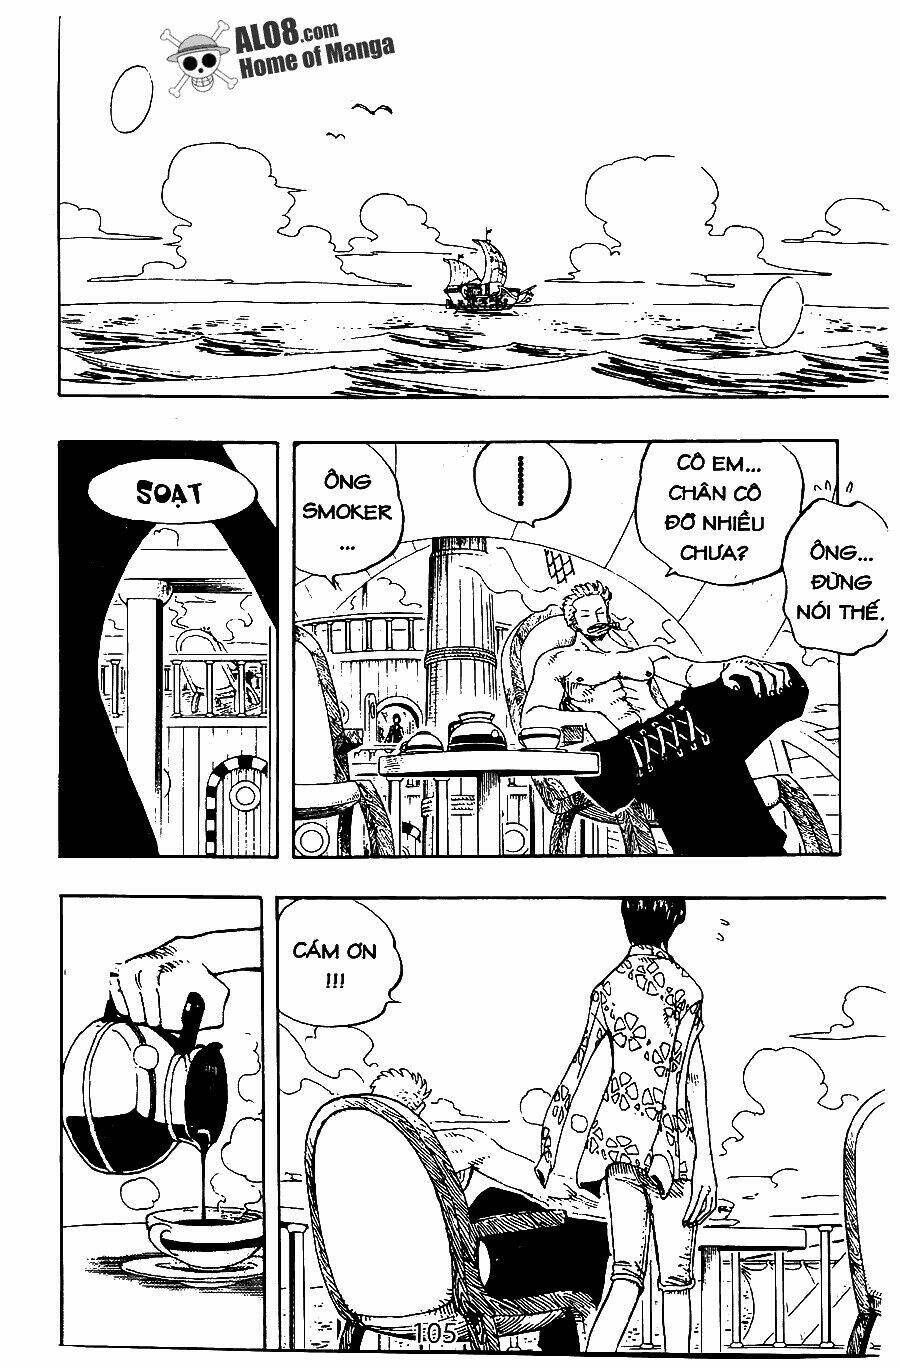 AL08.com
Home of Manga
SOẠT
ÔNG
SMOKER
...
CÔ EM...
CHÂN CÔ
ĐỠ NHIỀU
CHƯA?
ÔNG...
ĐỪNG
NÓI THẾ.
CÁM ƠN
!!!
105